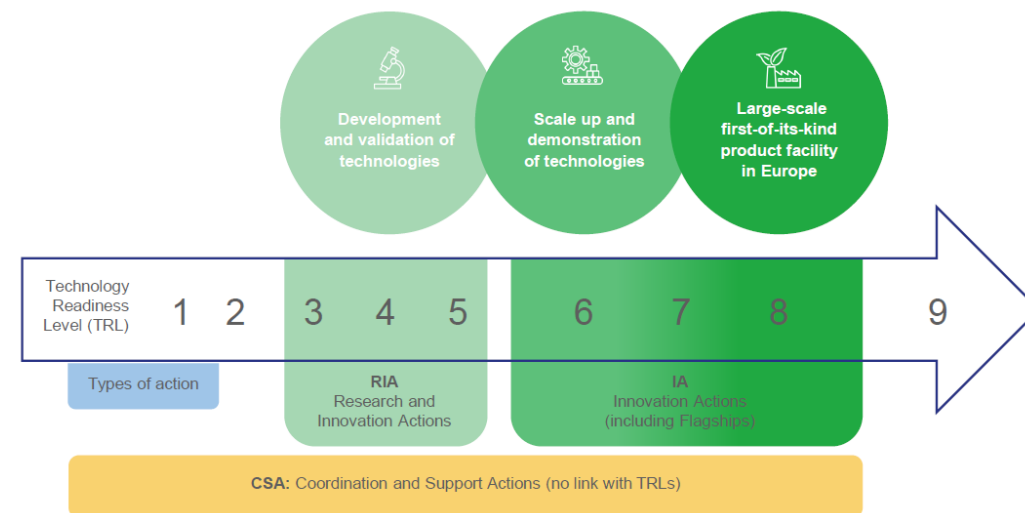 Development
and validation of
technologies
Scale up and
demonstration
of technologies
Large-scale
first-of-its-kind
product facility
in Europe
Technology
Readiness
Level (TRL)
1 2 3 4 5 6 7 8 9
Types of action
RIA
Research and
Innovation Actions
IA
Innovation Actions
(including Flagships)
CSA: Coordination and Support Actions (no link with TRLs)